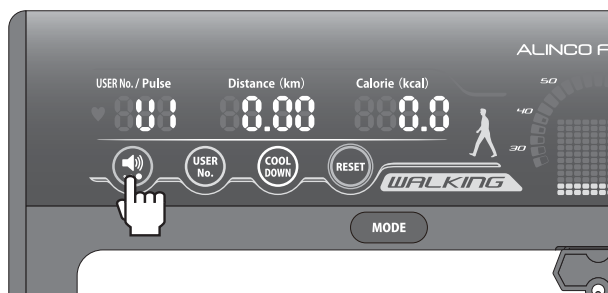 ALINCO F
USER No. / Pulse Distance (km) Calorie (kcal)
U1 0.00 0.0
50
40
30
USER No.
COOL DOWN
RESET
WALKING
MODE